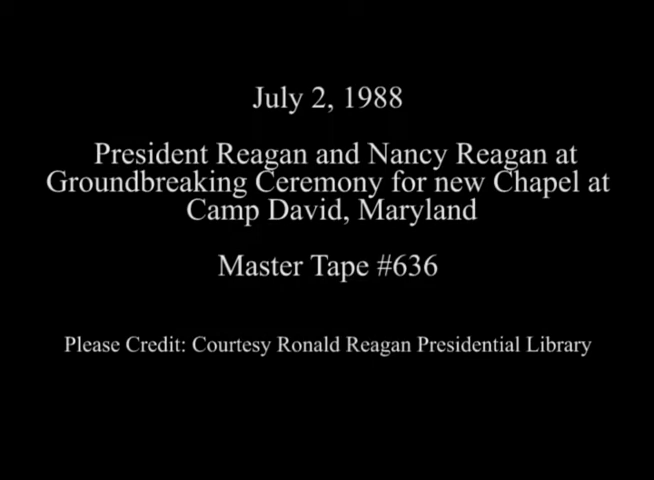 July 2, 1988
President Reagan and Nancy Reagan at
Groundbreaking Ceremony for new Chapel at
Camp David, Maryland
Master Tape #636
Please Credit: Courtesy Ronald Reagan Presidential Library